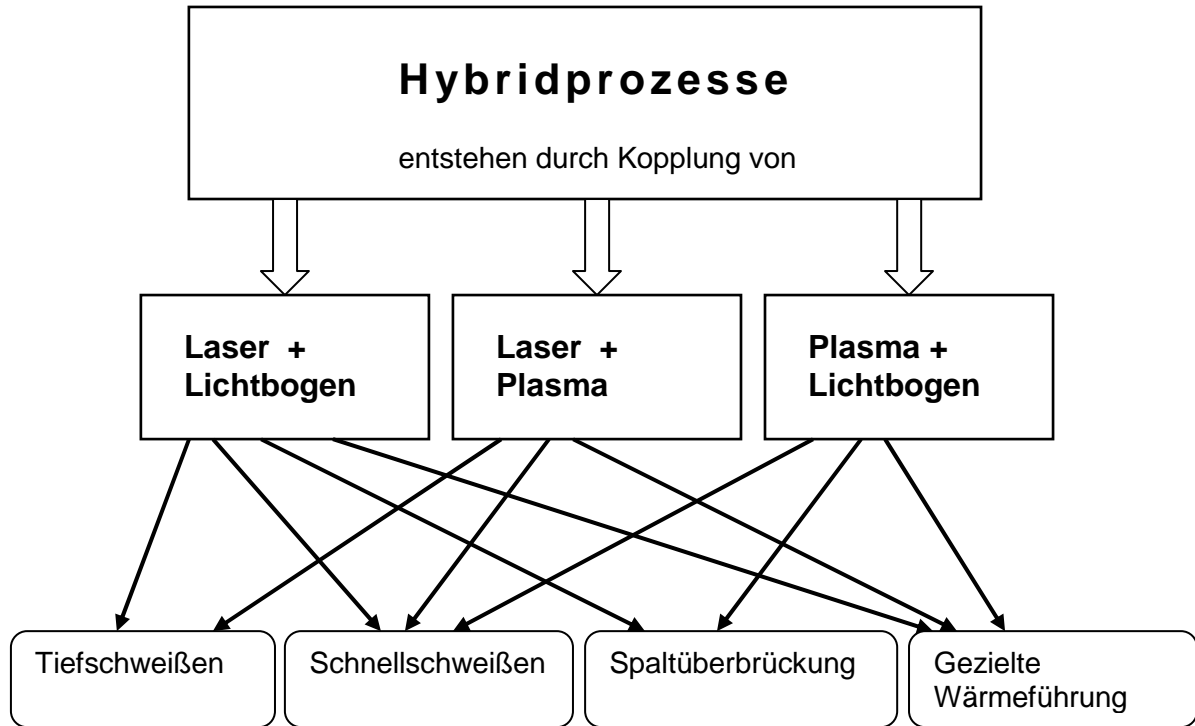 Hybridprozesse
entstehen durch Kopplung von
Laser +
Lichtbogen
Laser +
Plasma
Plasma +
Lichtbogen
Tiefschweißen
Schnellschweißen
Spaltüberbrückung
Gezielte
Wärmeführung